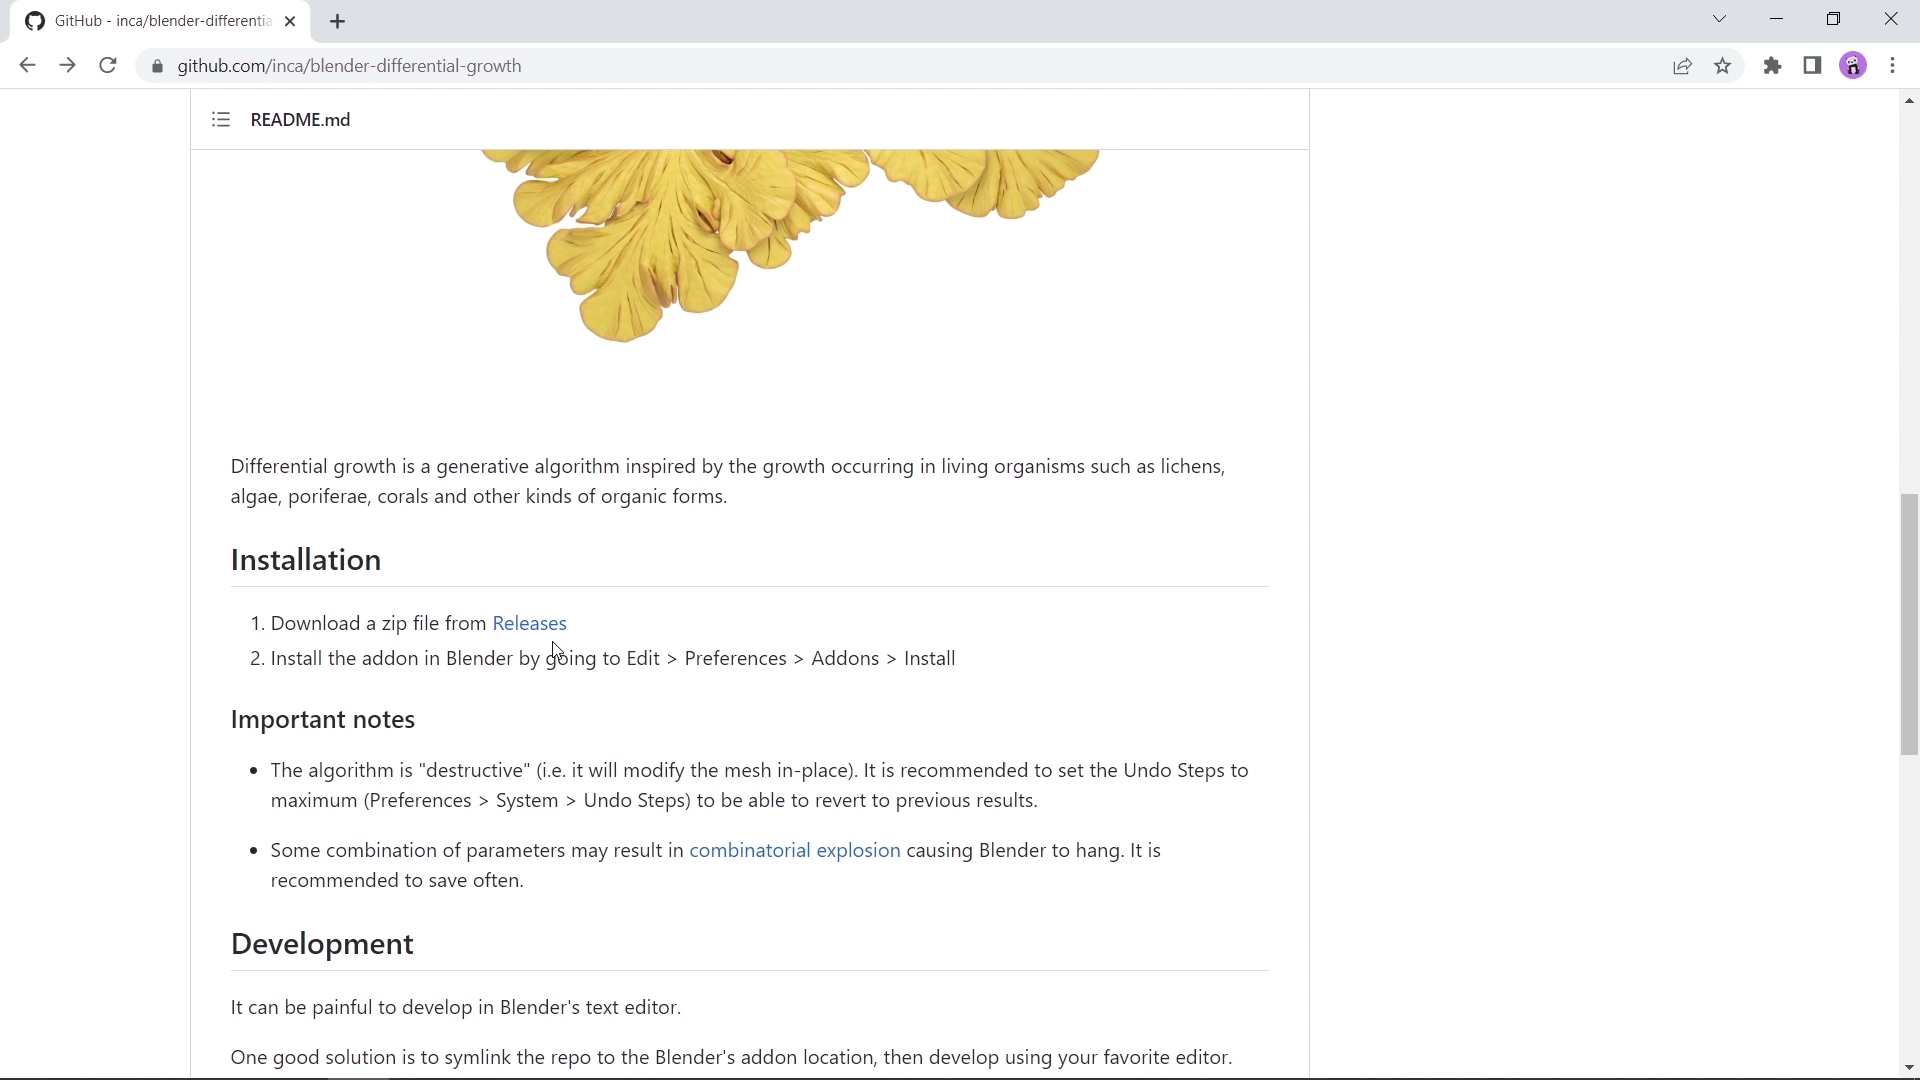 GitHub - inca/blender-differentia
github.com/inca/blender-differential-growth
README.md
Differential growth is a generative algorithm inspired by the growth occurring in living organisms such as lichens,
algae, poriferae, corals and other kinds of organic forms.
Installation
1. Download a zip file from Releases
2. Install the addon in Blender by going to Edit > Preferences > Addons > Install
Important notes
• The algorithm is "destructive" (i.e. it will modify the mesh in-place). It is recommended to set the Undo Steps to
maximum (Preferences > System > Undo Steps) to be able to revert to previous results.
• Some combination of parameters may result in combinatorial explosion causing Blender to hang. It is
recommended to save often.
Development
It can be painful to develop in Blender's text editor.
One good solution is to symlink the repo to the Blender's addon location, then develop using your favorite editor.